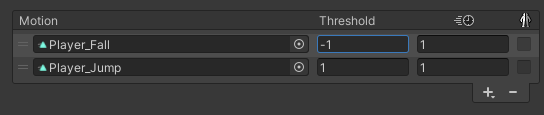 Motion Threshold
Player_Fall -1 1
Player_Jump 1 1